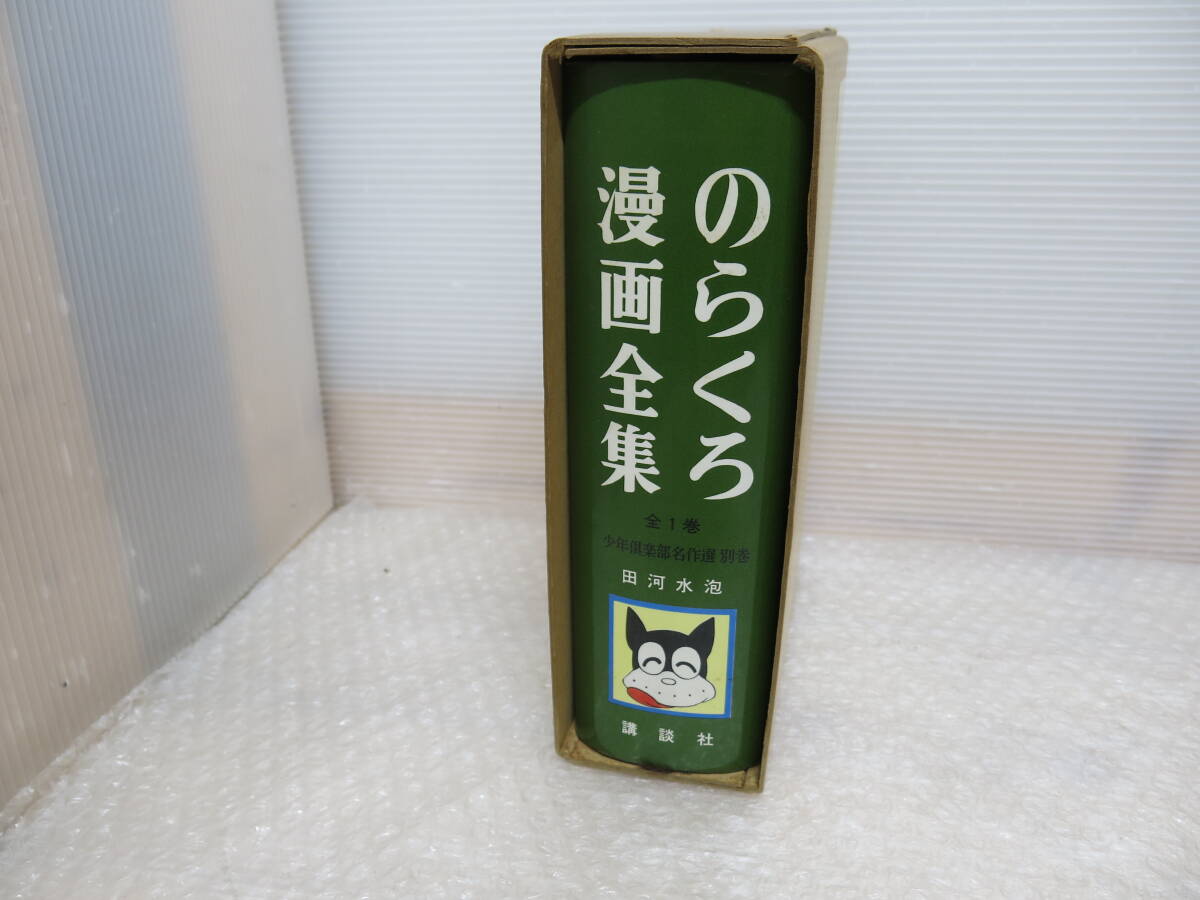 のらくろ
漫画全集
全1巻
少年倶楽部名作選 別巻
田河水泡
講談社